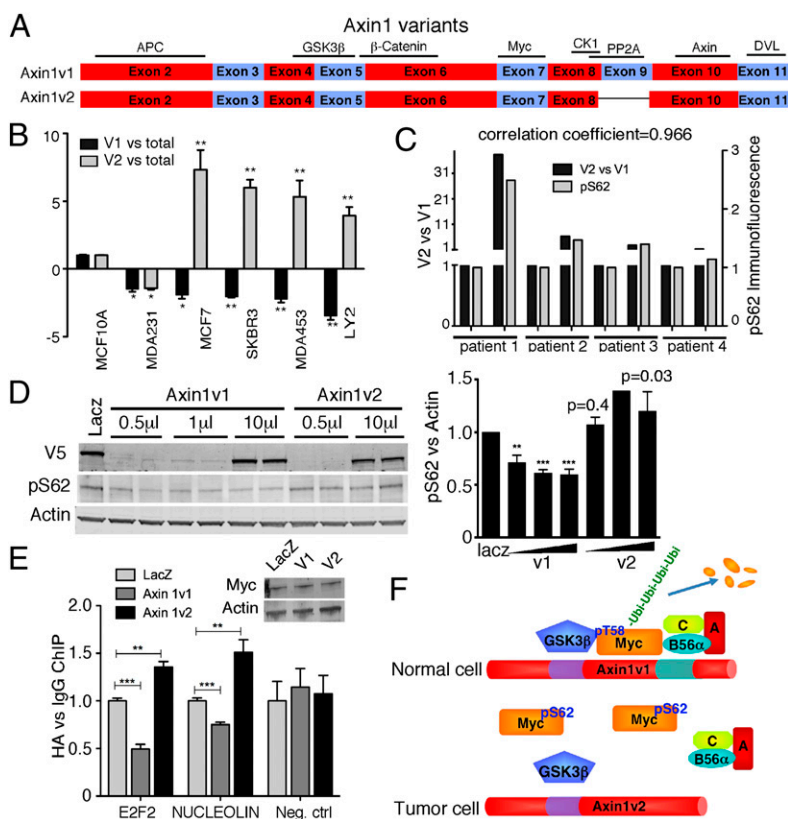 A
Axin1 variants
APC GSK3β β-Catenin Myc CK1 PP2A Axin DVL
Axin1v1 Exon 2 Exon 3 Exon 4 Exon 5 Exon 6 Exon 7 Exon 8 Exon 9 Exon 10 Exon 11
Axin1v2 Exon 2 Exon 3 Exon 4 Exon 5 Exon 6 Exon 7 Exon 8 Exon 10 Exon 11
B
V1 vs total
V2 vs total
10
5
0
-5
** ** ** **
* * * ** ** **
MCF10A MDA231 MCF7 SKBR3 MDA453 LY2
C
correlation coefficient=0.966
V2 vs V1
pS62
V2 vs V1
31
21
11
1
1
0
pS62 Immunofluorescence
3
2
1
0
patient 1 patient 2 patient 3 patient 4
D
Lacz Axin1v1 Axin1v2
0.5µl 1µl 10µl 0.5µl 10µl
V5
pS62
Actin
pS62 vs Actin
1.5
1.0
0.5
0.0
** *** ***
p=0.4 p=0.03
lacz v1 v2
E
LacZ
Axin 1v1
Axin 1v2
LacZ V1 V2
Myc
Actin
HA vs IgG ChIP
2.0
1.5
1.0
0.5
0.0
** ***
** ***
E2F2 NUCLEOLIN Neg. ctrl
F
-Ubi-Ubi-Ubi-Ubi
GSK3β pT58 Myc C B56α A
Normal cell Axin1v1
Myc pS62 Myc pS62
GSK3β C B56α A
Tumor cell Axin1v2